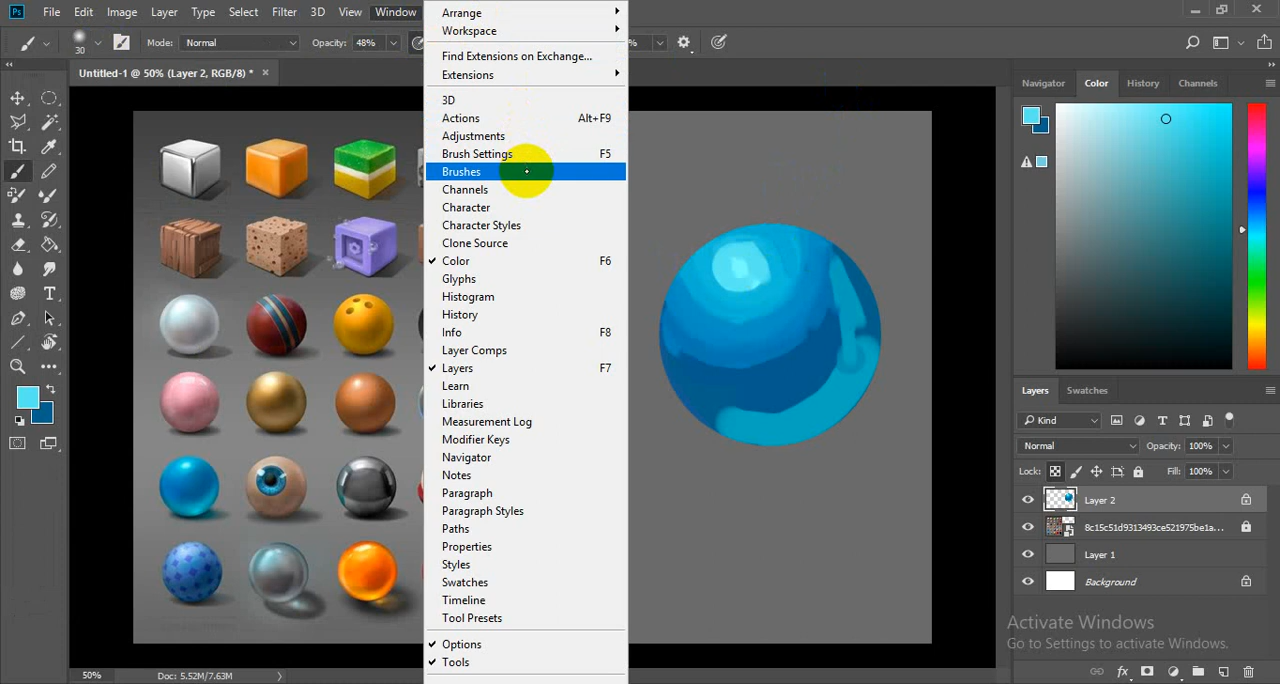 Ps File Edit Image Layer Type Select Filter 3D View Window
30 Mode: Normal Opacity: 48% %
Untitled-1 @ 50% (Layer 2, RGB/8) * ×
Arrange
Workspace
Find Extensions on Exchange...
Extensions
3D
Actions Alt+F9
Adjustments
Brush Settings F5
Brushes
Channels
Character
Character Styles
Clone Source
Color F6
Glyphs
Histogram
History
Info F8
Layer Comps
Layers F7
Learn
Libraries
Measurement Log
Modifier Keys
Navigator
Notes
Paragraph
Paragraph Styles
Paths
Properties
Styles
Swatches
Timeline
Tool Presets
Options
Tools
Navigator Color History Channels
Layers Swatches
Kind
Normal Opacity: 100%
Lock: Fill: 100%
Layer 2
8c15c51d9313493ce521975be1a...
Layer 1
Background
Activate Windows
Go to Settings to activate Windows.
fx
50% Doc: 5.52M/7.63M